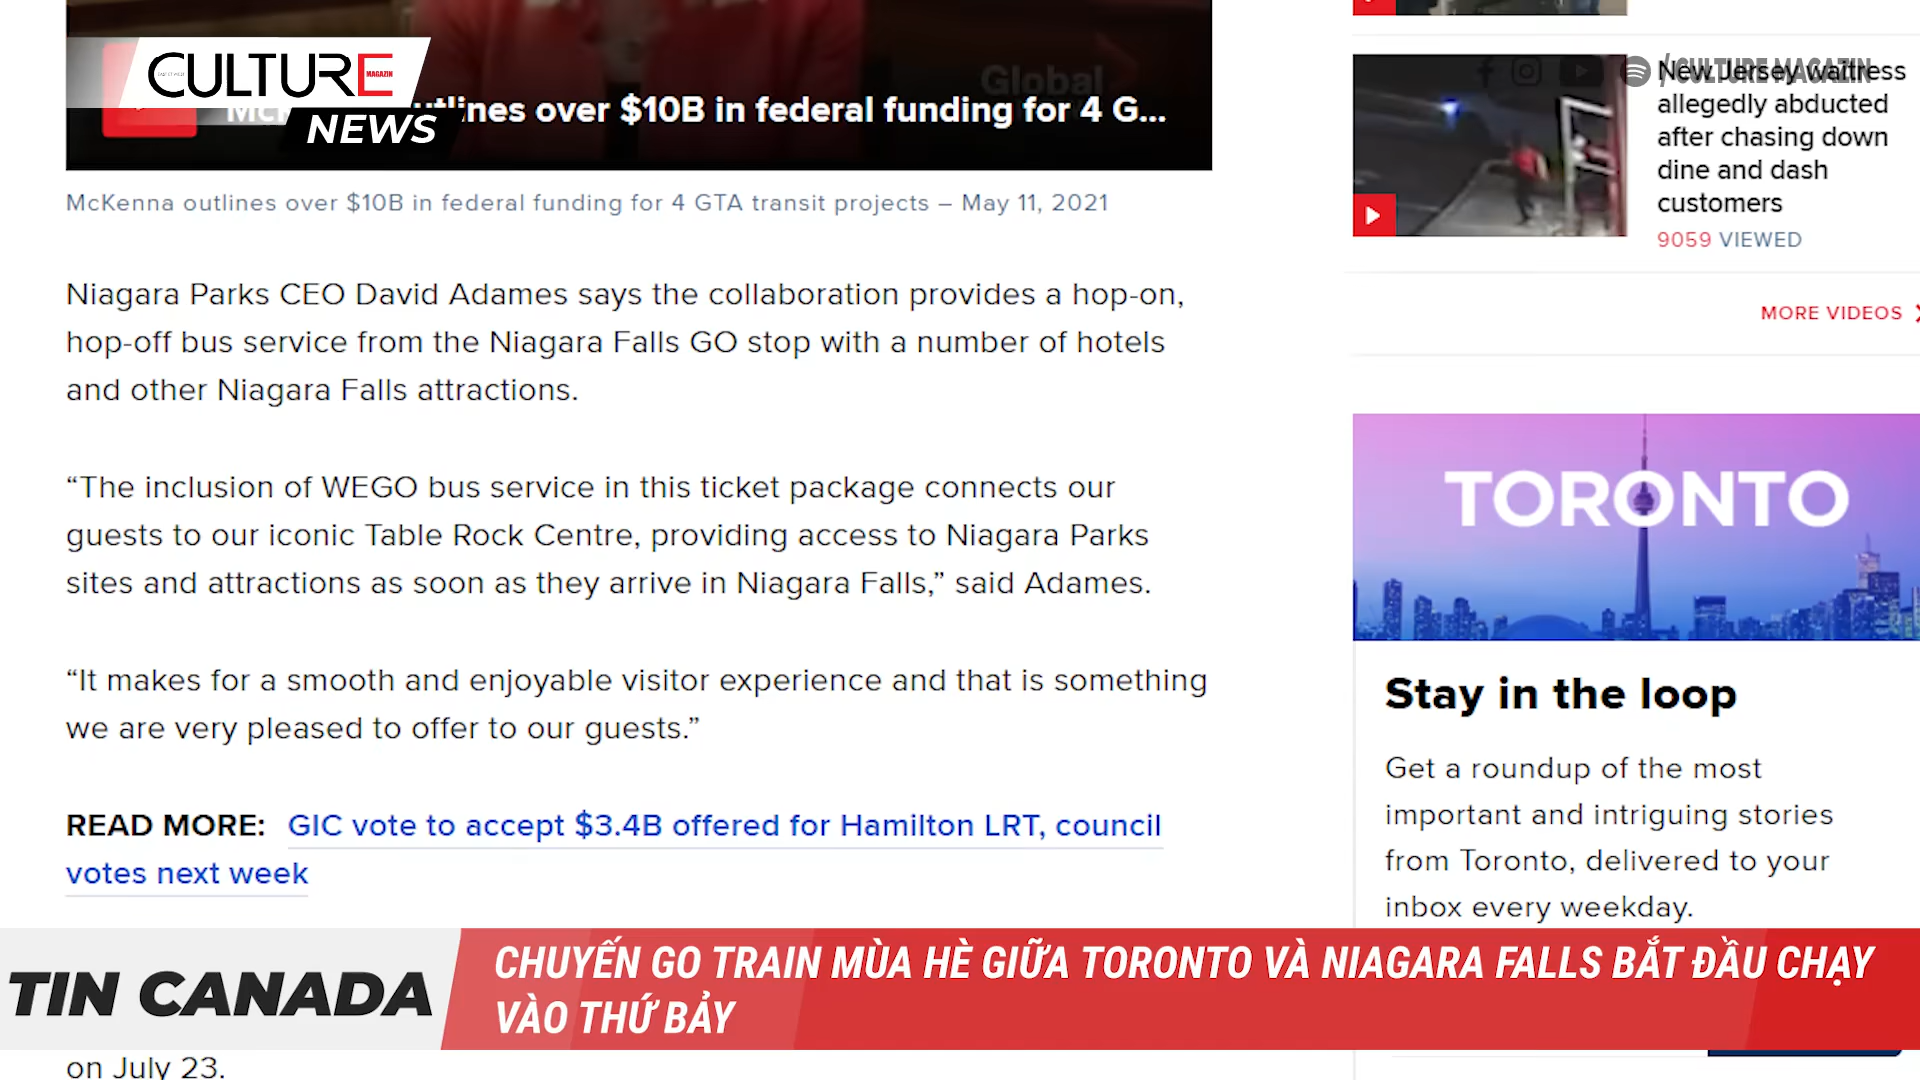 CULTURE
MAGAZIN
NEWS
Global
utlines over $10B in federal funding for 4 G...
McKenna outlines over $10B in federal funding for 4 GTA transit projects – May 11, 2021
Niagara Parks CEO David Adames says the collaboration provides a hop-on,
hop-off bus service from the Niagara Falls GO stop with a number of hotels
and other Niagara Falls attractions.
“The inclusion of WEGO bus service in this ticket package connects our
guests to our iconic Table Rock Centre, providing access to Niagara Parks
sites and attractions as soon as they arrive in Niagara Falls,” said Adames.
“It makes for a smooth and enjoyable visitor experience and that is something
we are very pleased to offer to our guests.”
READ MORE: GIC vote to accept $3.4B offered for Hamilton LRT, council
votes next week
on July 23.
/CULTURE MAGAZIN
New Jersey waitress
allegedly abducted
after chasing down
dine and dash
customers
9059 VIEWED
MORE VIDEOS
TORONTO
Stay in the loop
Get a roundup of the most
important and intriguing stories
from Toronto, delivered to your
inbox every weekday.
TIN CANADA
CHUYẾN GO TRAIN MÙA HÈ GIỮA TORONTO VÀ NIAGARA FALLS BẮT ĐẦU CHẠY
VÀO THỨ BẢY